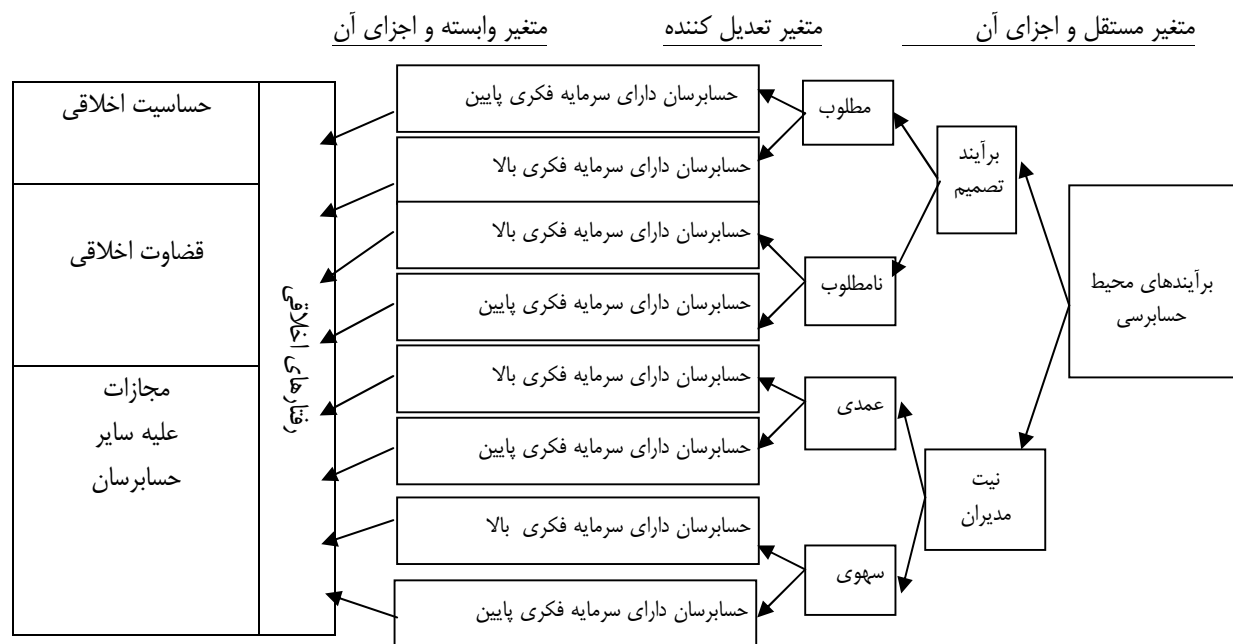 متغیر مستقل و اجزای آن
متغیر تعدیل کننده
متغیر وابسته و اجزای آن
برآیندهای محیط
حسابرسی
برآیند
تصمیم
نیت
مدیران
مطلوب
نامطلوب
عمدی
سهوی
حسابرسان دارای سرمایه فکری پایین
حسابرسان دارای سرمایه فکری بالا
حسابرسان دارای سرمایه فکری بالا
حسابرسان دارای سرمایه فکری پایین
حسابرسان دارای سرمایه فکری بالا
حسابرسان دارای سرمایه فکری پایین
حسابرسان دارای سرمایه فکری بالا
حسابرسان دارای سرمایه فکری پایین
رفتارهای اخلاقی
حساسیت اخلاقی
قضاوت اخلاقی
مجازات
علیه سایر
حسابرسان